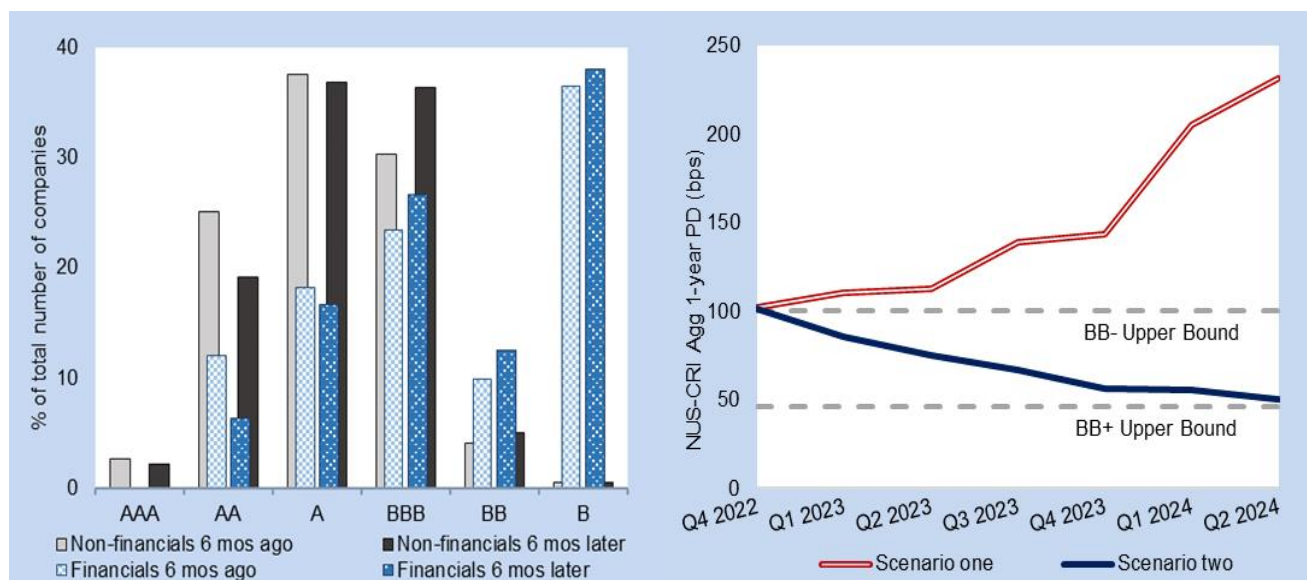 % of total number of companies
40
30
20
10
0
AAA AA A BBB BB B
Non-financials 6 mos ago Non-financials 6 mos later
Financials 6 mos ago Financials 6 mos later
NUS-CRI Agg 1-year PD (bps)
250
200
150
100
50
0
BB- Upper Bound
BB+ Upper Bound
Q4 2022 Q1 2023 Q2 2023 Q3 2023 Q4 2023 Q1 2024 Q2 2024
Scenario one Scenario two